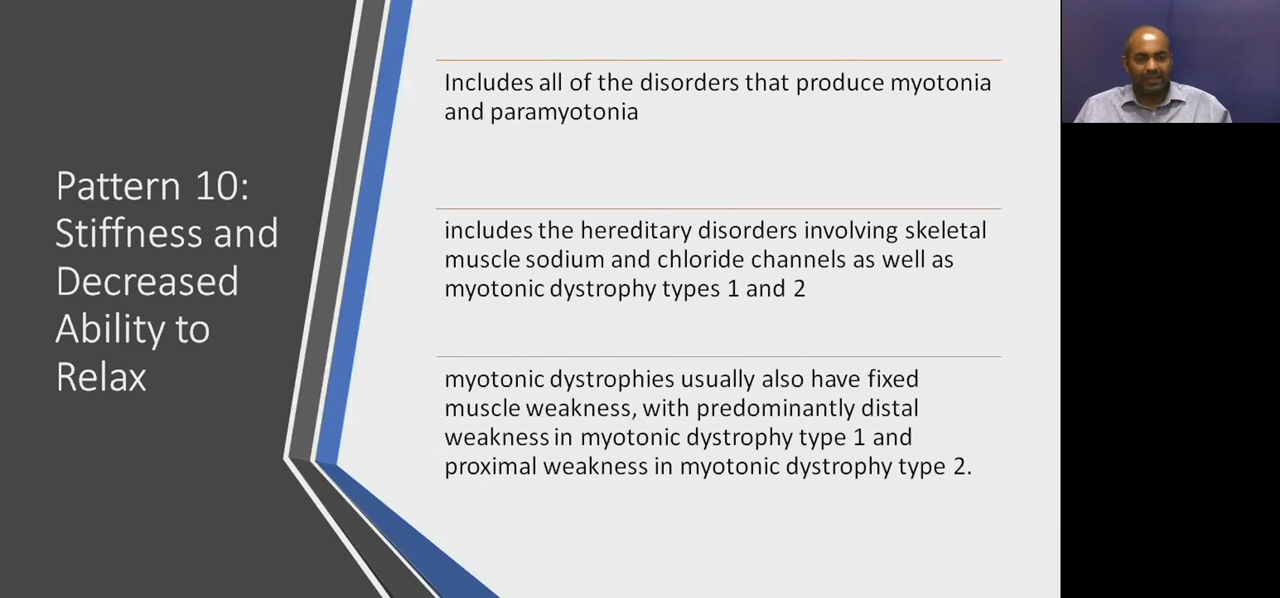 Pattern 10:
Stiffness and
Decreased
Ability to
Relax
Includes all of the disorders that produce myotonia
and paramyotonia
includes the hereditary disorders involving skeletal
muscle sodium and chloride channels as well as
myotonic dystrophy types 1 and 2
myotonic dystrophies usually also have fixed
muscle weakness, with predominantly distal
weakness in myotonic dystrophy type 1 and
proximal weakness in myotonic dystrophy type 2.